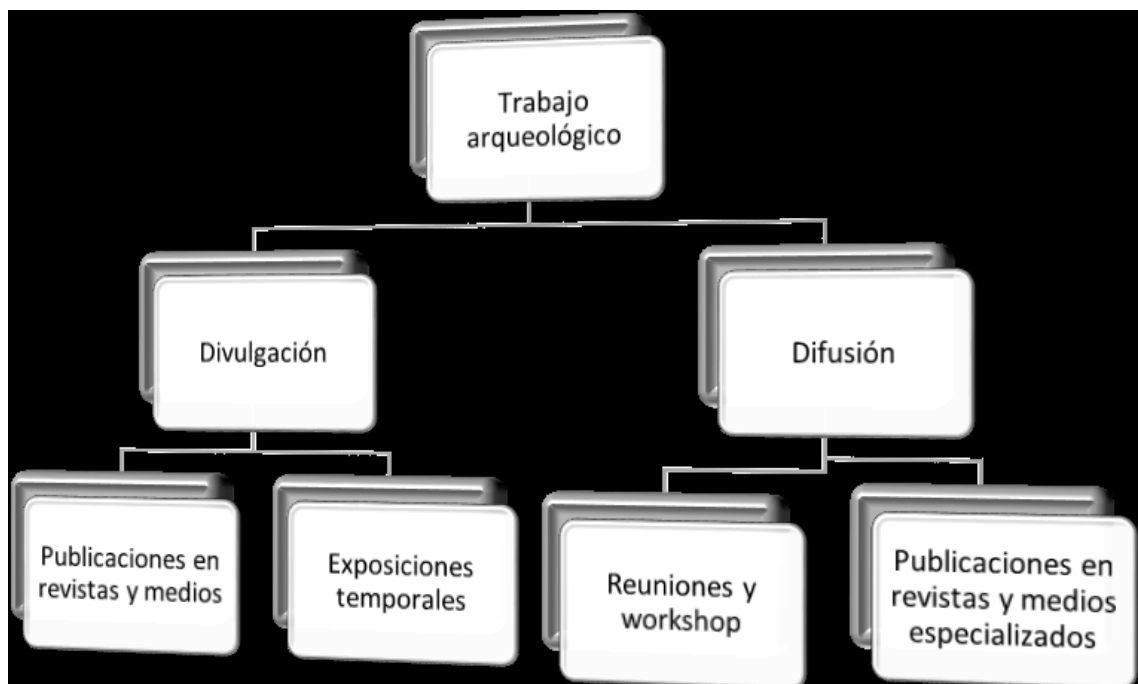 Trabajo
arqueológico
Divulgación
Difusión
Publicaciones en
revistas y medios
Exposiciones
temporales
Reuniones y
workshop
Publicaciones en
revistas y medios
especializados